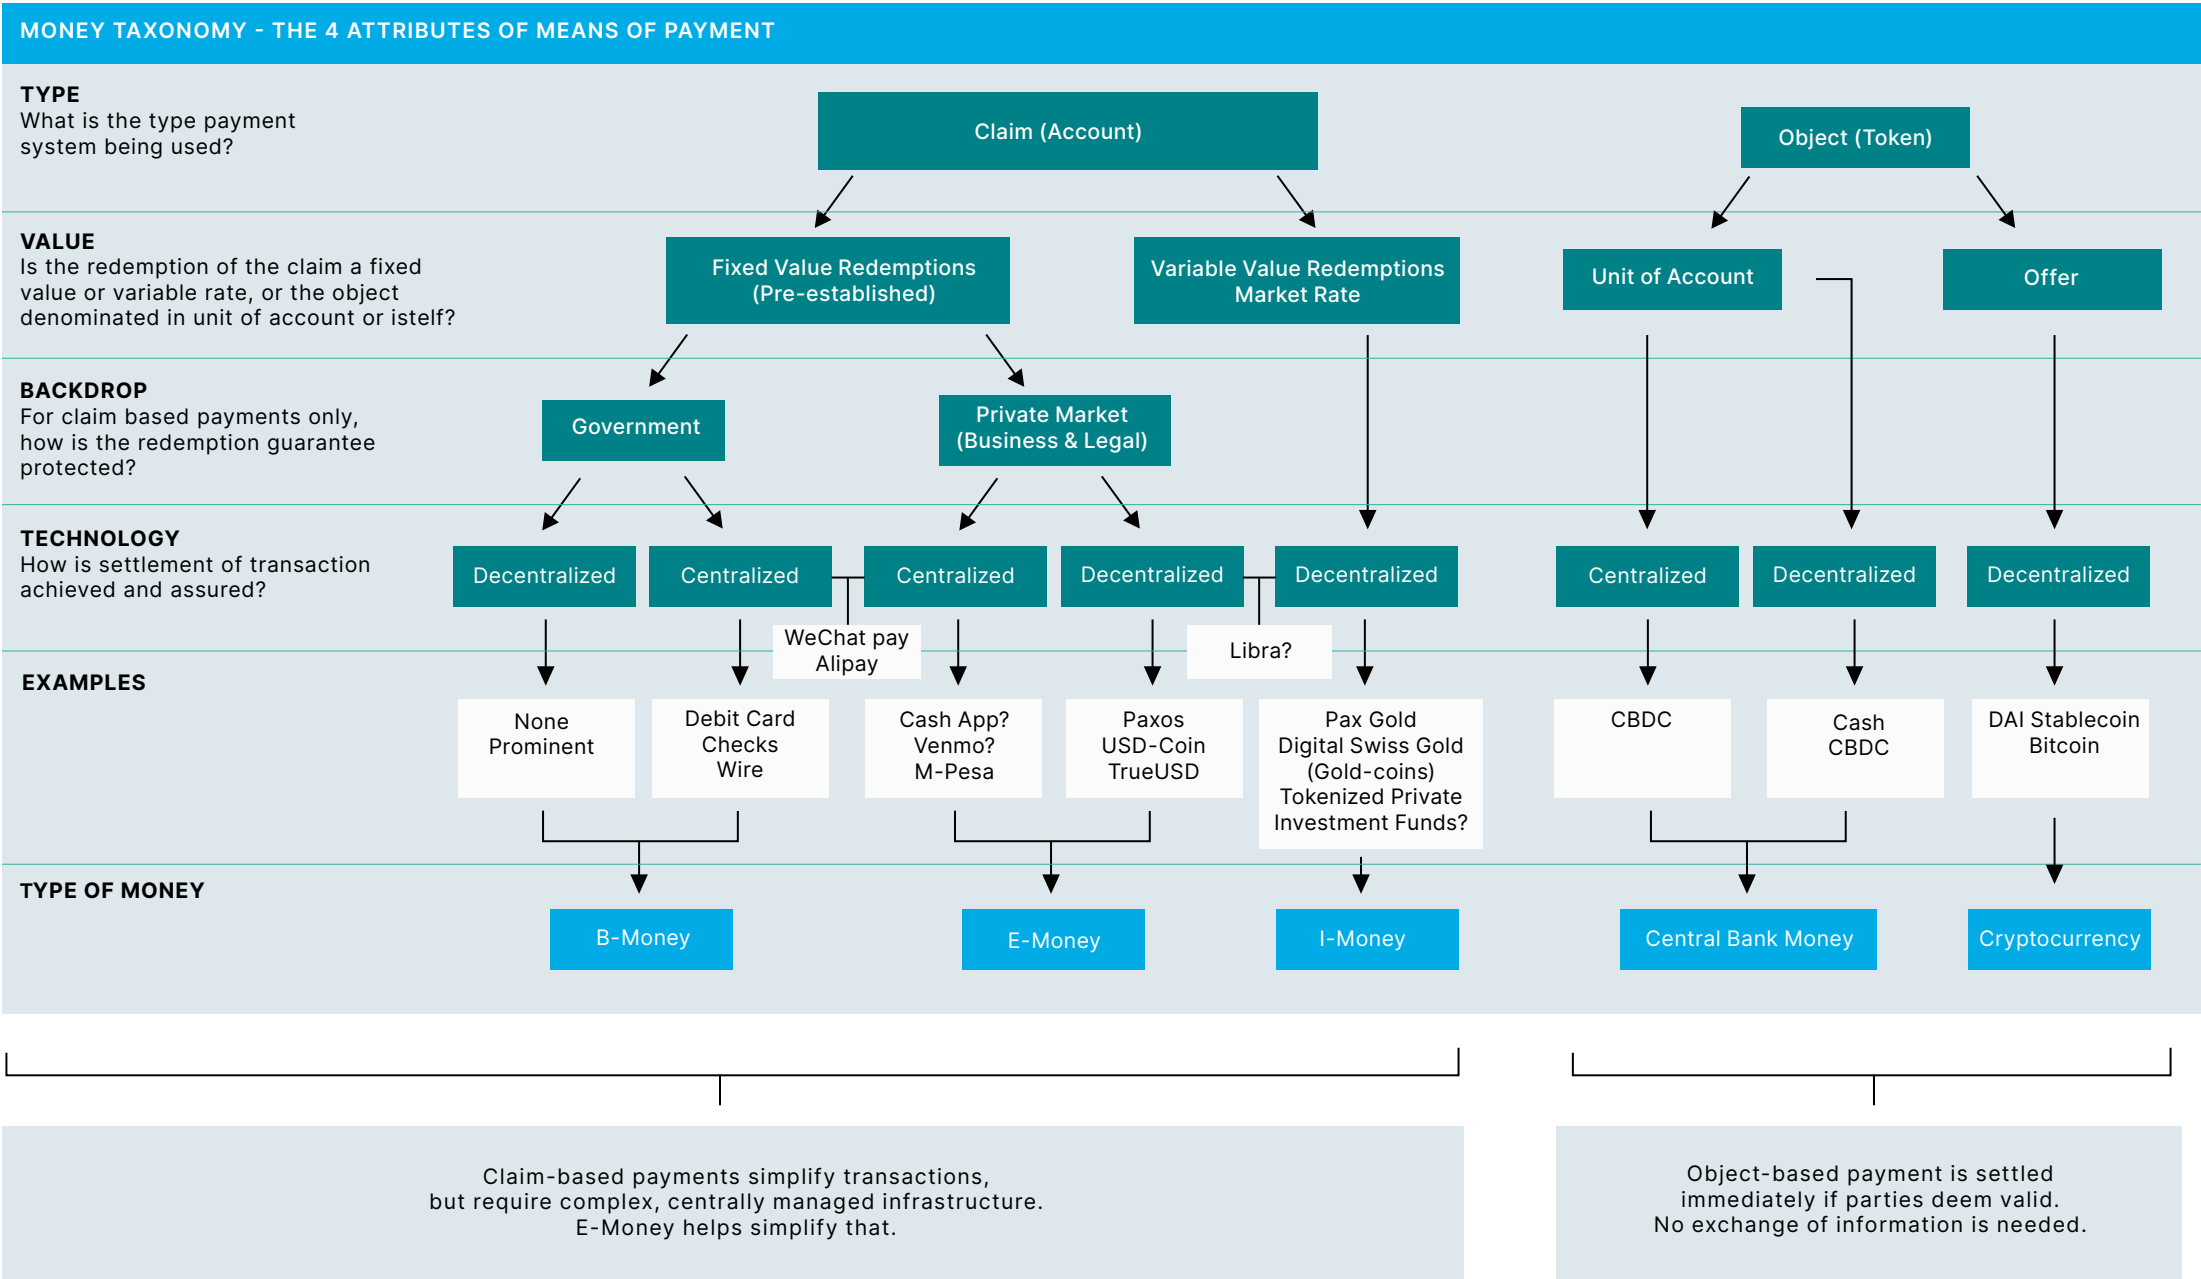 MONEY TAXONOMY - THE 4 ATTRIBUTES OF MEANS OF PAYMENT
TYPE
What is the type payment
system being used?
Claim (Account)
Object (Token)
VALUE
Is the redemption of the claim a fixed
value or variable rate, or the object
denominated in unit of account or istelf?
Fixed Value Redemptions
(Pre-established)
Variable Value Redemptions
Market Rate
Unit of Account
Offer
BACKDROP
For claim based payments only,
how is the redemption guarantee
protected?
Government
Private Market
(Business & Legal)
TECHNOLOGY
How is settlement of transaction
achieved and assured?
Decentralized
Centralized
Centralized
Decentralized
Decentralized
Centralized
Decentralized
Decentralized
WeChat pay
Alipay
Libra?
EXAMPLES
None
Prominent
Debit Card
Checks
Wire
Cash App?
Venmo?
M-Pesa
Paxos
USD-Coin
TrueUSD
Pax Gold
Digital Swiss Gold
(Gold-coins)
Tokenized Private
Investment Funds?
CBDC
Cash
CBDC
DAI Stablecoin
Bitcoin
TYPE OF MONEY
B-Money
E-Money
I-Money
Central Bank Money
Cryptocurrency
Claim-based payments simplify transactions,
but require complex, centrally managed infrastructure.
E-Money helps simplify that.
Object-based payment is settled
immediately if parties deem valid.
No exchange of information is needed.